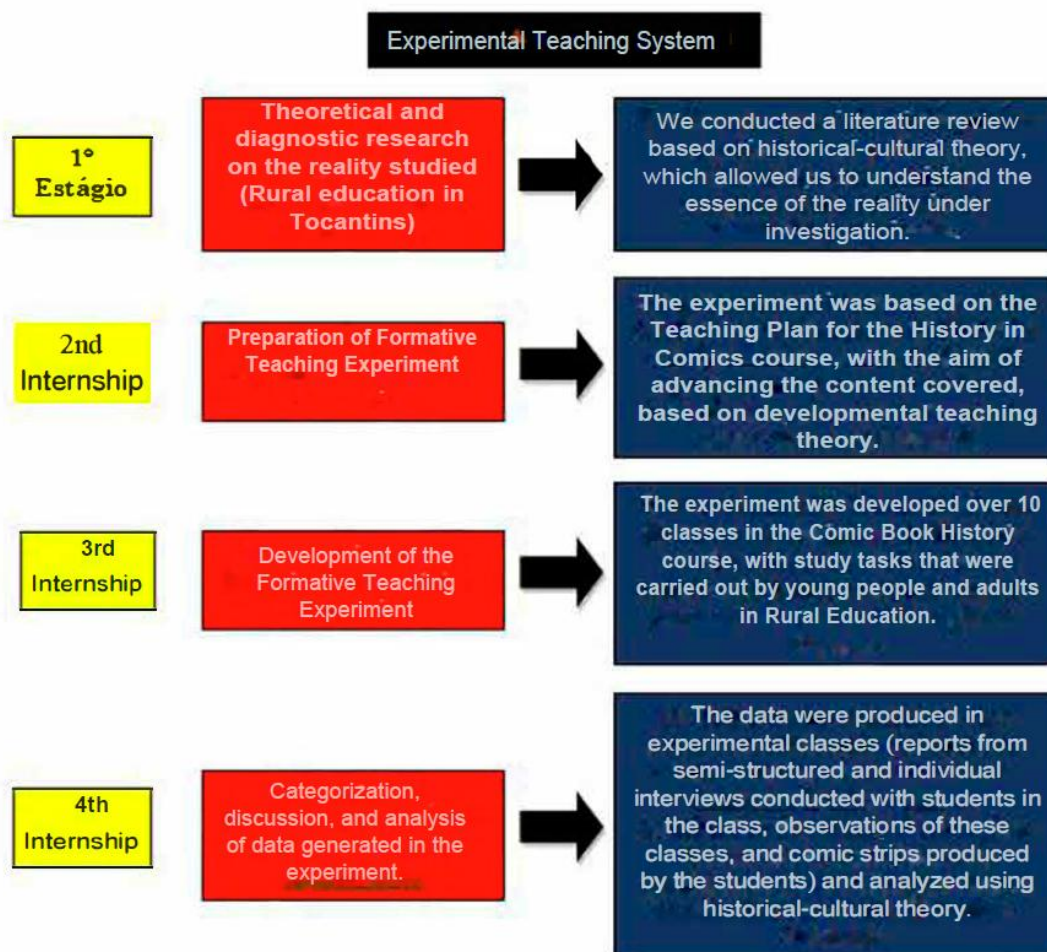 Experimental Teaching System
1°
Estágio
Theoretical and
diagnostic research
on the reality studied
(Rural education in
Tocantins)
We conducted a literature review
based on historical-cultural theory,
which allowed us to understand the
essence of the reality under
investigation.
2nd
Internship
Preparation of Formative
Teaching Experiment
The experiment was based on the
Teaching Plan for the History in
Comics course, with the aim of
advancing the content covered,
based on developmental teaching
theory.
3rd
Internship
Development of the
Formative Teaching
Experiment
The experiment was developed over 10
classes in the Comic Book History
course, with study tasks that were
carried out by young people and adults
in Rural Education.
4th
Internship
Categorization,
discussion, and analysis
of data generated in the
experiment.
The data were produced in
experimental classes (reports from
semi-structured and individual
interviews conducted with students in
the class, observations of these
classes, and comic strips produced
by the students) and analyzed using
historical-cultural theory.